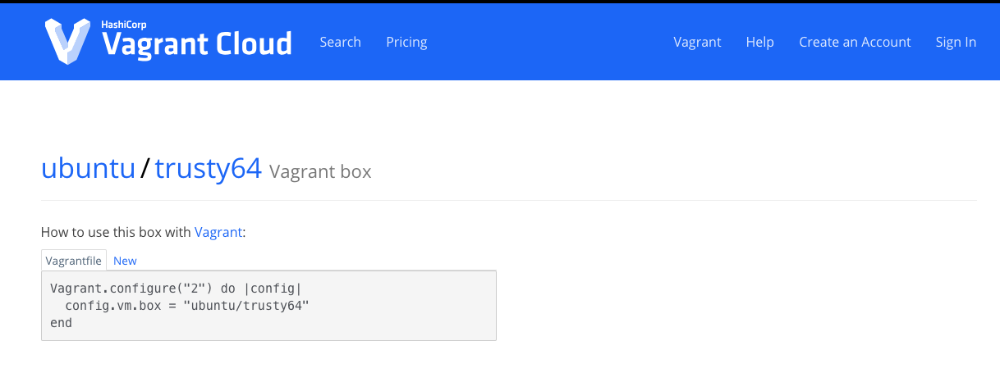 HashiCorp
Vagrant Cloud
Search Pricing Vagrant Help Create an Account Sign In
ubuntu/trusty64 Vagrant box
How to use this box with Vagrant:
Vagrantfile New
Vagrant.configure("2") do |config|
  config.vm.box = "ubuntu/trusty64"
end